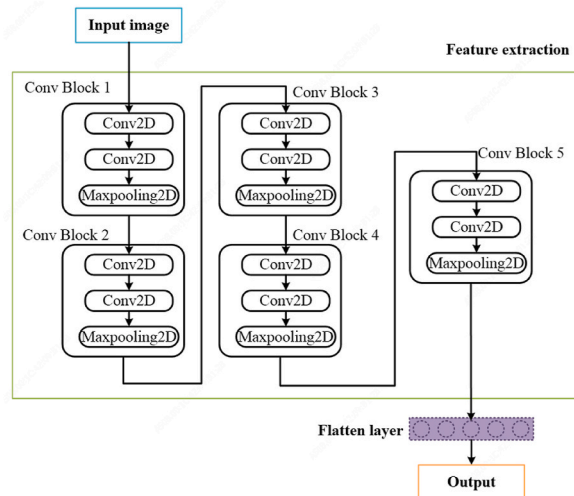 Input image
Feature extraction
Conv Block 1
Conv2D
Conv2D
Maxpooling2D
Conv Block 2
Conv2D
Conv2D
Maxpooling2D
Conv Block 3
Conv2D
Conv2D
Maxpooling2D
Conv Block 4
Conv2D
Conv2D
Maxpooling2D
Conv Block 5
Conv2D
Conv2D
Maxpooling2D
Flatten layer
Output